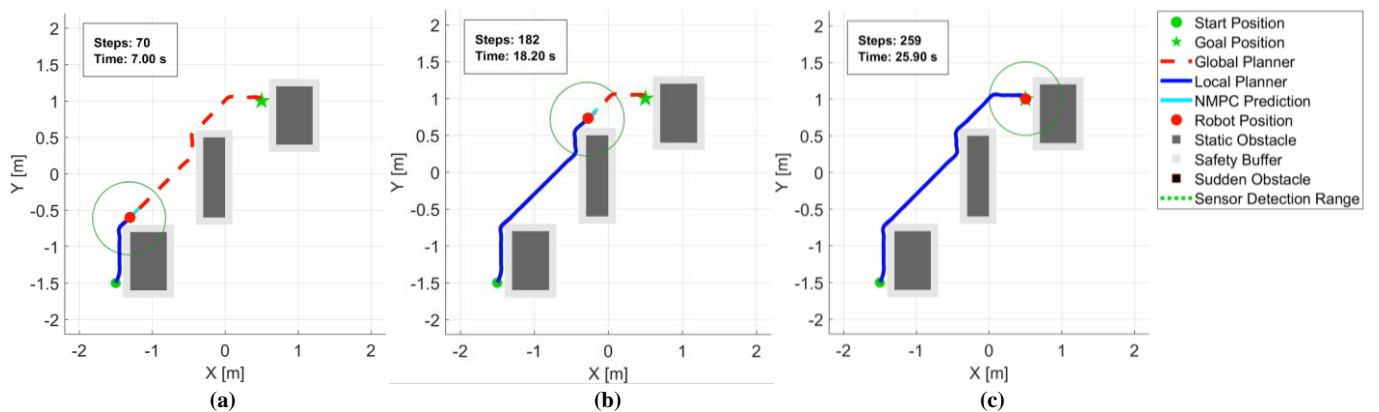 Steps: 70
Time: 7.00 s
Y [m]
2
1.5
1
0.5
0
-0.5
-1
-1.5
-2
-2
-1
0
1
2
X [m]
(a)
Steps: 182
Time: 18.20 s
Y [m]
2
1.5
1
0.5
0
-0.5
-1
-1.5
-2
-2
-1
0
1
2
X [m]
(b)
Steps: 259
Time: 25.90 s
Y [m]
2
1.5
1
0.5
0
-0.5
-1
-1.5
-2
-2
-1
0
1
2
X [m]
(c)
Start Position
Goal Position
Global Planner
Local Planner
NMPC Prediction
Robot Position
Static Obstacle
Safety Buffer
Sudden Obstacle
Sensor Detection Range